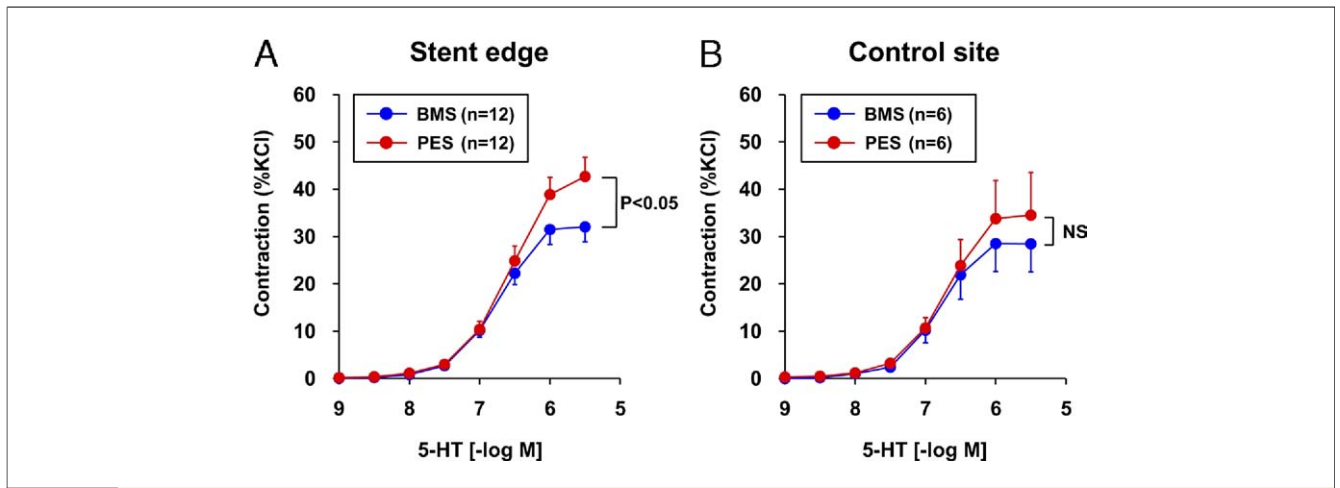 A
Stent edge
Contraction (%KCl)
60
50
40
30
20
10
0
BMS (n=12)
PES (n=12)
P<0.05
9 8 7 6 5
5-HT [-log M]
B
Control site
Contraction (%KCl)
60
50
40
30
20
10
0
BMS (n=6)
PES (n=6)
NS
9 8 7 6 5
5-HT [-log M]